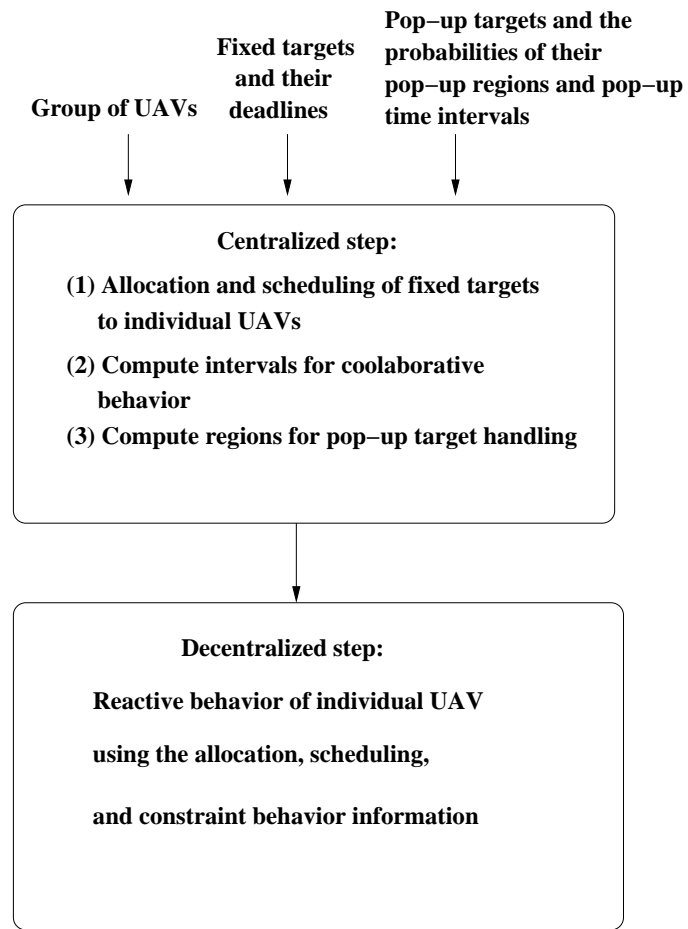 Group of UAVs
Fixed targets
and their
deadlines
Pop−up targets and the
probabilities of their
pop−up regions and pop−up
time intervals
Centralized step:
(1) Allocation and scheduling of fixed targets
to individual UAVs
(2) Compute intervals for coolaborative
behavior
(3) Compute regions for pop−up target handling
Decentralized step:
Reactive behavior of individual UAV
using the allocation, scheduling,
and constraint behavior information